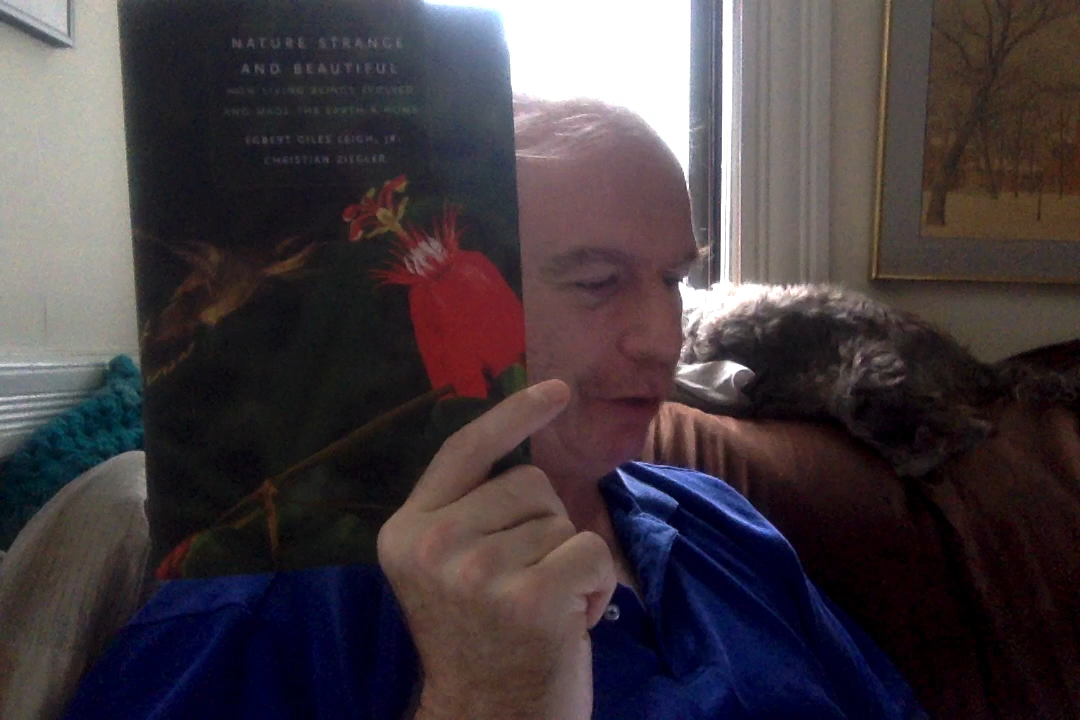 NATURE STRANGE
AND BEAUTIFUL
HOW LIVING BEINGS EVOLVED
AND MADE THE EARTH A HOME
EGBERT GILES LEIGH, JR.
CHRISTIAN ZIEGLER